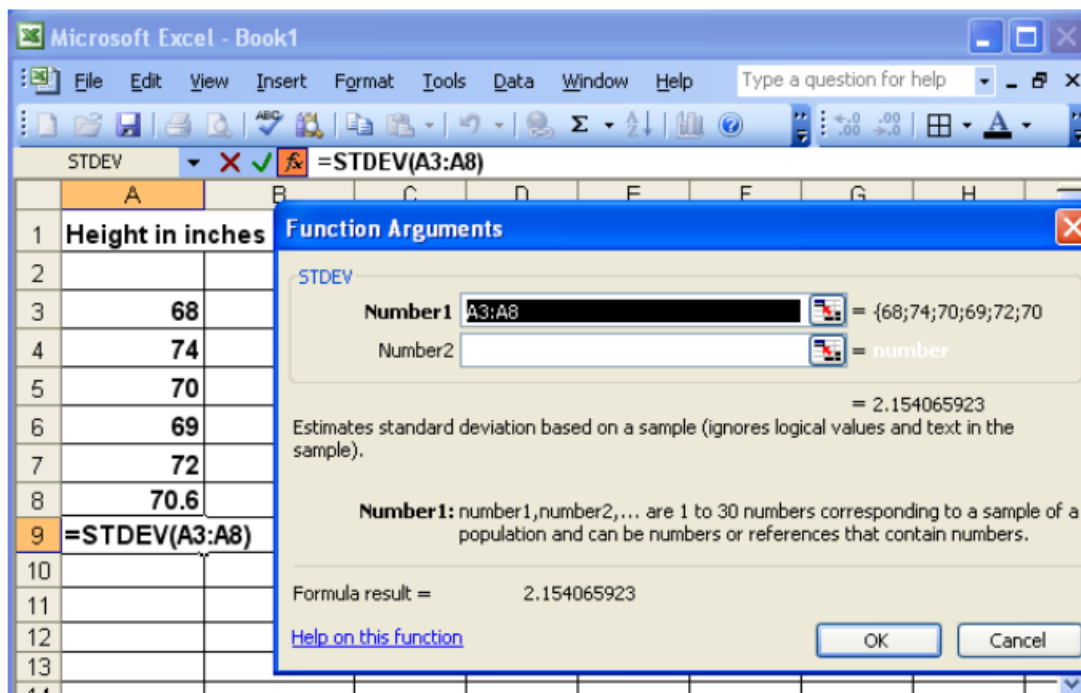 Microsoft Excel - Book1
File Edit View Insert Format Tools Data Window Help Type a question for help
STDEV =STDEV(A3:A8)
A B C D E F G H
1 Height in inches
2
3 68
4 74
5 70
6 69
7 72
8 70.6
9 =STDEV(A3:A8)
10
11
12
13
14
Function Arguments
STDEV
Number1 A3:A8 = {68;74;70;69;72;70
Number2 = number
= 2.154065923
Estimates standard deviation based on a sample (ignores logical values and text in the
sample).
Number1: number1,number2,... are 1 to 30 numbers corresponding to a sample of a
population and can be numbers or references that contain numbers.
Formula result = 2.154065923
Help on this function OK Cancel